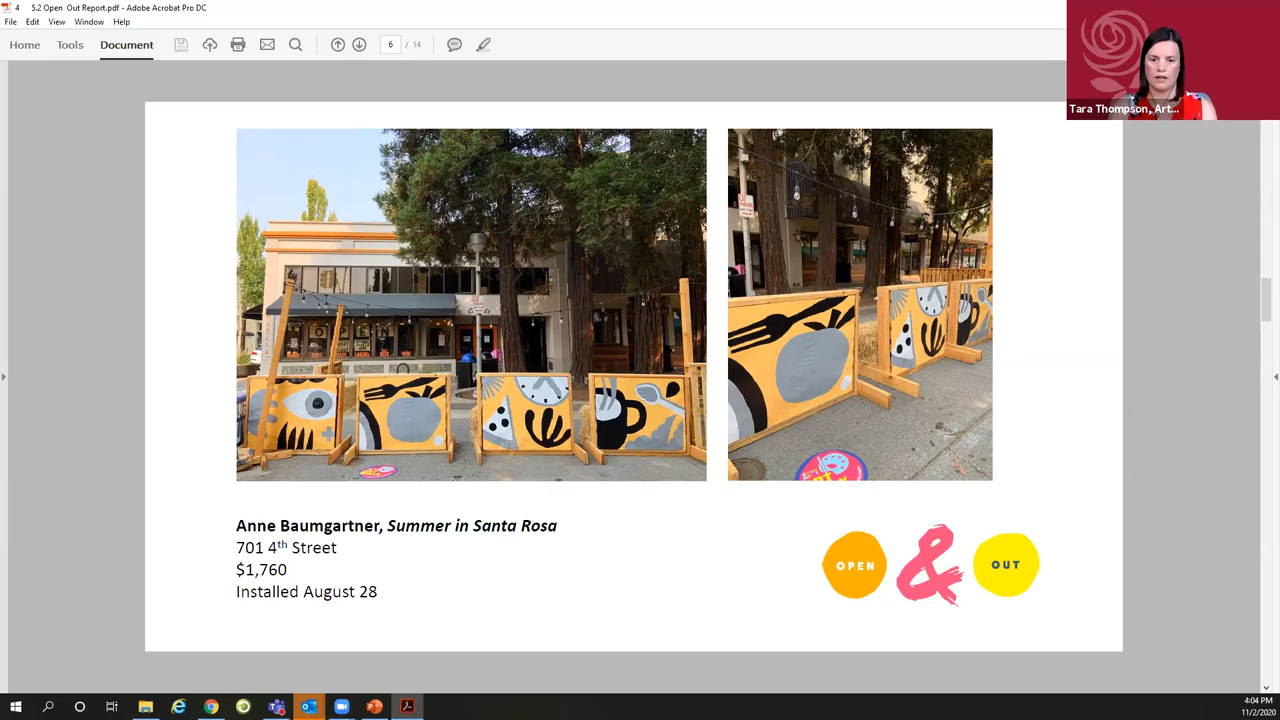 4 5.2 Open Out Report.pdf - Adobe Acrobat Pro DC
File Edit View Window Help
Home Tools Document 6 / 14
Tara Thompson, Art...
Anne Baumgartner, Summer in Santa Rosa
701 4th Street
$1,760
Installed August 28
OPEN & OUT
4:04 PM
11/2/2020